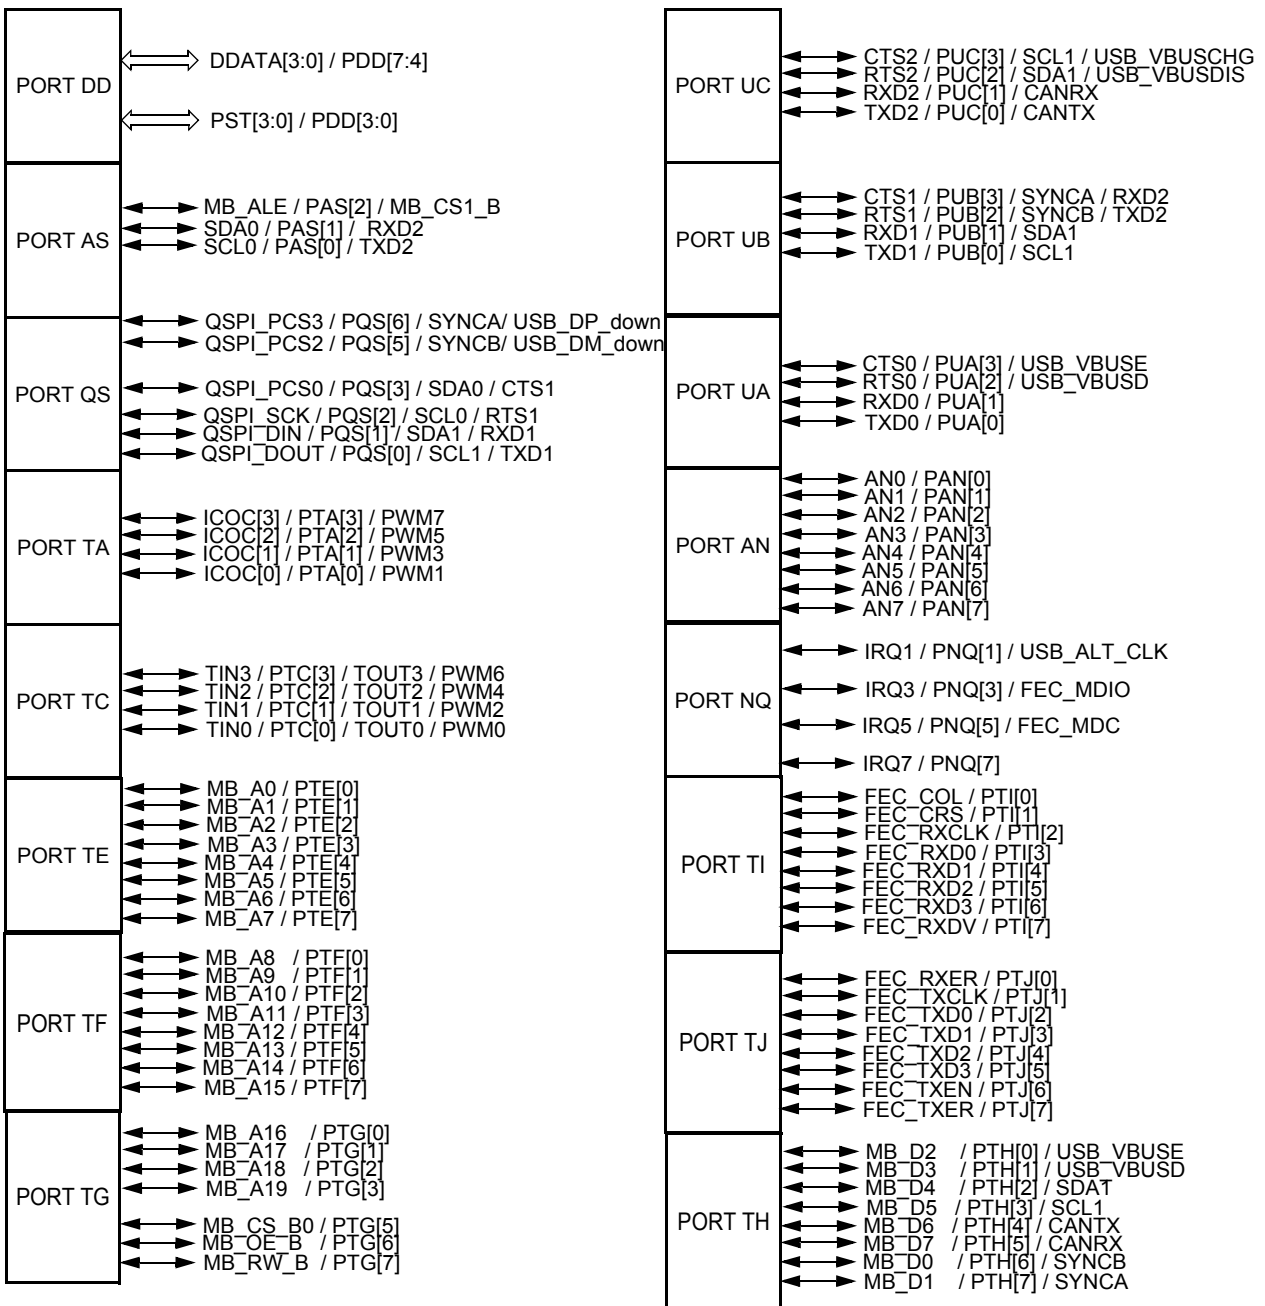 PORT DD
DDATA[3:0] / PDD[7:4]
PST[3:0] / PDD[3:0]
PORT AS
MB_ALE / PAS[2] / MB_CS1_B
SDA0 / PAS[1] / RXD2
SCL0 / PAS[0] / TXD2
PORT QS
QSPI_PCS3 / PQS[6] / SYNCA/ USB_DP_down
QSPI_PCS2 / PQS[5] / SYNCB/ USB_DM_down
QSPI_PCS0 / PQS[3] / SDA0 / CTS1
QSPI_SCK / PQS[2] / SCL0 / RTS1
QSPI_DIN / PQS[1] / SDA1 / RXD1
QSPI_DOUT / PQS[0] / SCL1 / TXD1
PORT TA
ICOC[3] / PTA[3] / PWM7
ICOC[2] / PTA[2] / PWM5
ICOC[1] / PTA[1] / PWM3
ICOC[0] / PTA[0] / PWM1
PORT TC
TIN3 / PTC[3] / TOUT3 / PWM6
TIN2 / PTC[2] / TOUT2 / PWM4
TIN1 / PTC[1] / TOUT1 / PWM2
TIN0 / PTC[0] / TOUT0 / PWM0
PORT TE
MB_A0 / PTE[0]
MB_A1 / PTE[1]
MB_A2 / PTE[2]
MB_A3 / PTE[3]
MB_A4 / PTE[4]
MB_A5 / PTE[5]
MB_A6 / PTE[6]
MB_A7 / PTE[7]
PORT TF
MB_A8 / PTF[0]
MB_A9 / PTF[1]
MB_A10 / PTF[2]
MB_A11 / PTF[3]
MB_A12 / PTF[4]
MB_A13 / PTF[5]
MB_A14 / PTF[6]
MB_A15 / PTF[7]
PORT TG
MB_A16 / PTG[0]
MB_A17 / PTG[1]
MB_A18 / PTG[2]
MB_A19 / PTG[3]
MB_CS_B0 / PTG[5]
MB_OE_B / PTG[6]
MB_RW_B / PTG[7]
PORT UC
CTS2 / PUC[3] / SCL1 / USB_VBUSCHG
RTS2 / PUC[2] / SDA1 / USB_VBUSDIS
RXD2 / PUC[1] / CANRX
TXD2 / PUC[0] / CANTX
PORT UB
CTS1 / PUB[3] / SYNCA / RXD2
RTS1 / PUB[2] / SYNCB / TXD2
RXD1 / PUB[1] / SDA1
TXD1 / PUB[0] / SCL1
PORT UA
CTS0 / PUA[3] / USB_VBUSE
RTS0 / PUA[2] / USB_VBUSD
RXD0 / PUA[1]
TXD0 / PUA[0]
PORT AN
AN0 / PAN[0]
AN1 / PAN[1]
AN2 / PAN[2]
AN3 / PAN[3]
AN4 / PAN[4]
AN5 / PAN[5]
AN6 / PAN[6]
AN7 / PAN[7]
PORT NQ
IRQ1 / PNQ[1] / USB_ALT_CLK
IRQ3 / PNQ[3] / FEC_MDIO
IRQ5 / PNQ[5] / FEC_MDC
IRQ7 / PNQ[7]
PORT TI
FEC_COL / PTI[0]
FEC_CRS / PTI[1]
FEC_RXCLK / PTI[2]
FEC_RXD0 / PTI[3]
FEC_RXD1 / PTI[4]
FEC_RXD2 / PTI[5]
FEC_RXD3 / PTI[6]
FEC_RXDV / PTI[7]
PORT TJ
FEC_RXER / PTJ[0]
FEC_TXCLK / PTJ[1]
FEC_TXD0 / PTJ[2]
FEC_TXD1 / PTJ[3]
FEC_TXD2 / PTJ[4]
FEC_TXD3 / PTJ[5]
FEC_TXEN / PTJ[6]
FEC_TXER / PTJ[7]
PORT TH
MB_D2 / PTH[0] / USB_VBUSE
MB_D3 / PTH[1] / USB_VBUSD
MB_D4 / PTH[2] / SDA1
MB_D5 / PTH[3] / SCL1
MB_D6 / PTH[4] / CANTX
MB_D7 / PTH[5] / CANRX
MB_D0 / PTH[6] / SYNCB
MB_D1 / PTH[7] / SYNCA